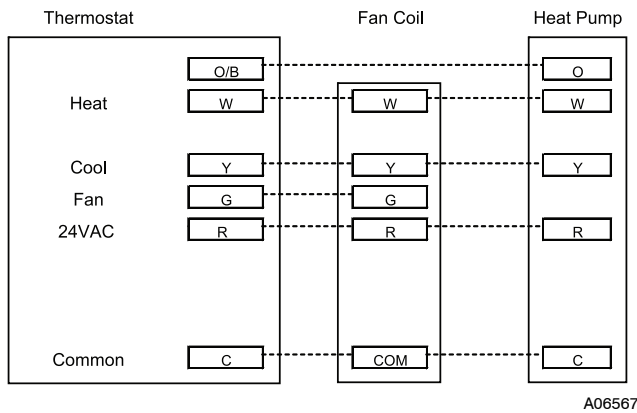 Thermostat Fan Coil Heat Pump
O/B O
Heat W W W
Cool Y Y Y
Fan G G
24VAC R R R
Common C COM C
A06567